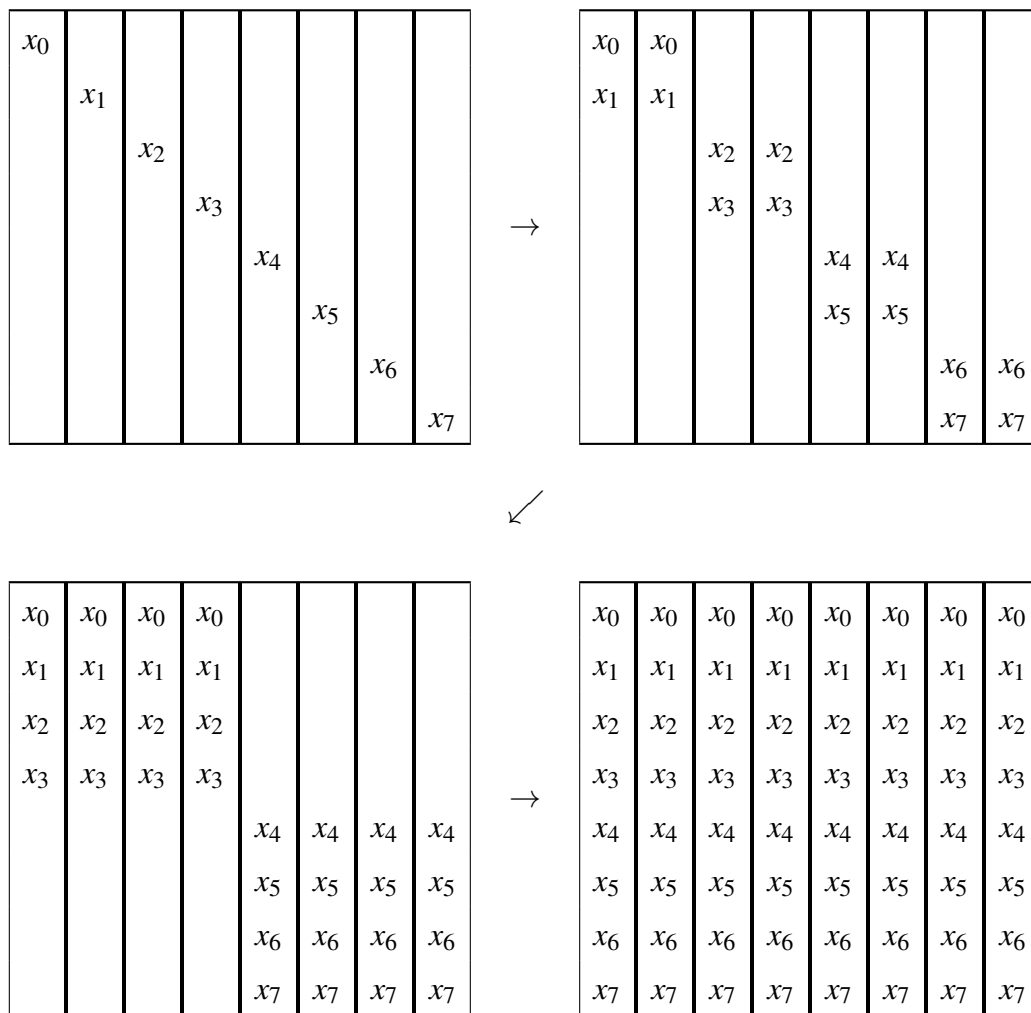 x₀ x₀ x₀
x₁ x₁ x₁
x₂ x₂ x₂
x₃ → x₃ x₃
x₄ x₄ x₄
x₅ x₅ x₅
x₆ x₆ x₆
x₇ x₇ x₇
↙
x₀ x₀ x₀ x₀ x₀ x₀ x₀ x₀ x₀ x₀ x₀ x₀
x₁ x₁ x₁ x₁ x₁ x₁ x₁ x₁ x₁ x₁ x₁ x₁
x₂ x₂ x₂ x₂ x₂ x₂ x₂ x₂ x₂ x₂ x₂ x₂
x₃ x₃ x₃ x₃ → x₃ x₃ x₃ x₃ x₃ x₃ x₃ x₃
x₄ x₄ x₄ x₄ x₄ x₄ x₄ x₄ x₄ x₄ x₄ x₄
x₅ x₅ x₅ x₅ x₅ x₅ x₅ x₅ x₅ x₅ x₅ x₅
x₆ x₆ x₆ x₆ x₆ x₆ x₆ x₆ x₆ x₆ x₆ x₆
x₇ x₇ x₇ x₇ x₇ x₇ x₇ x₇ x₇ x₇ x₇ x₇